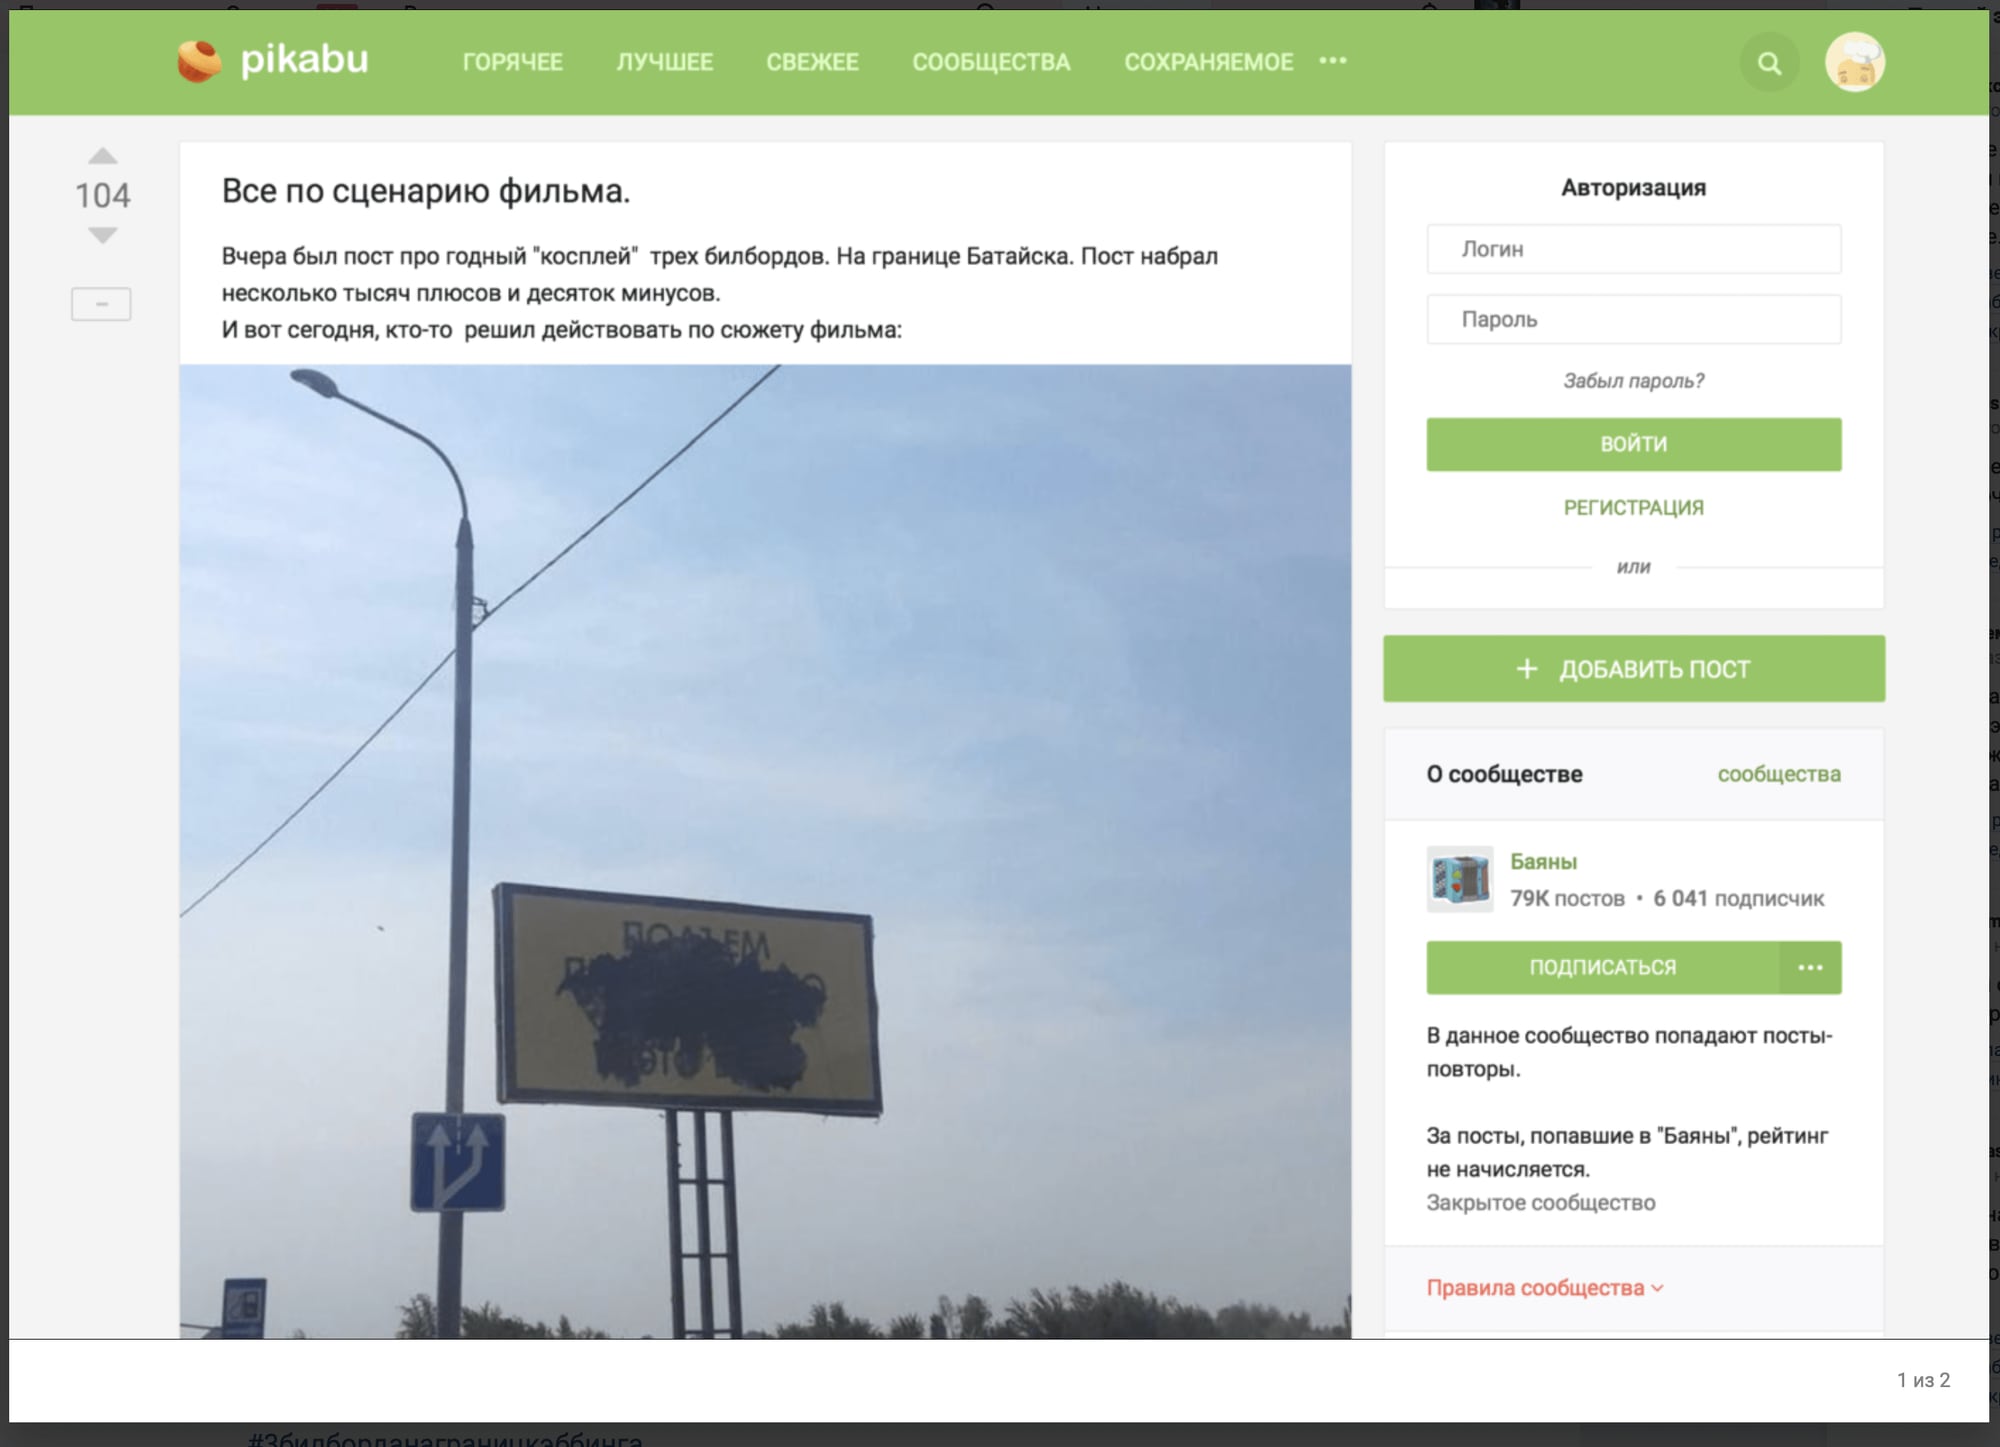 pikabu
ГОРЯЧЕЕ ЛУЧШЕЕ СВЕЖЕЕ СООБЩЕСТВА СОХРАНЯЕМОЕ •••
104
Все по сценарию фильма.
Вчера был пост про годный "косплей" трех билбордов. На границе Батайска. Пост набрал
несколько тысяч плюсов и десяток минусов.
И вот сегодня, кто-то решил действовать по сюжету фильма:
Авторизация
Логин
Пароль
Забыл пароль?
ВОЙТИ
РЕГИСТРАЦИЯ
или
+ ДОБАВИТЬ ПОСТ
О сообществе сообщества
Баяны
79К постов • 6 041 подписчик
ПОДПИСАТЬСЯ •••
В данное сообщество попадают посты-
повторы.
За посты, попавшие в "Баяны", рейтинг
не начисляется.
Закрытое сообщество
Правила сообщества
1 из 2